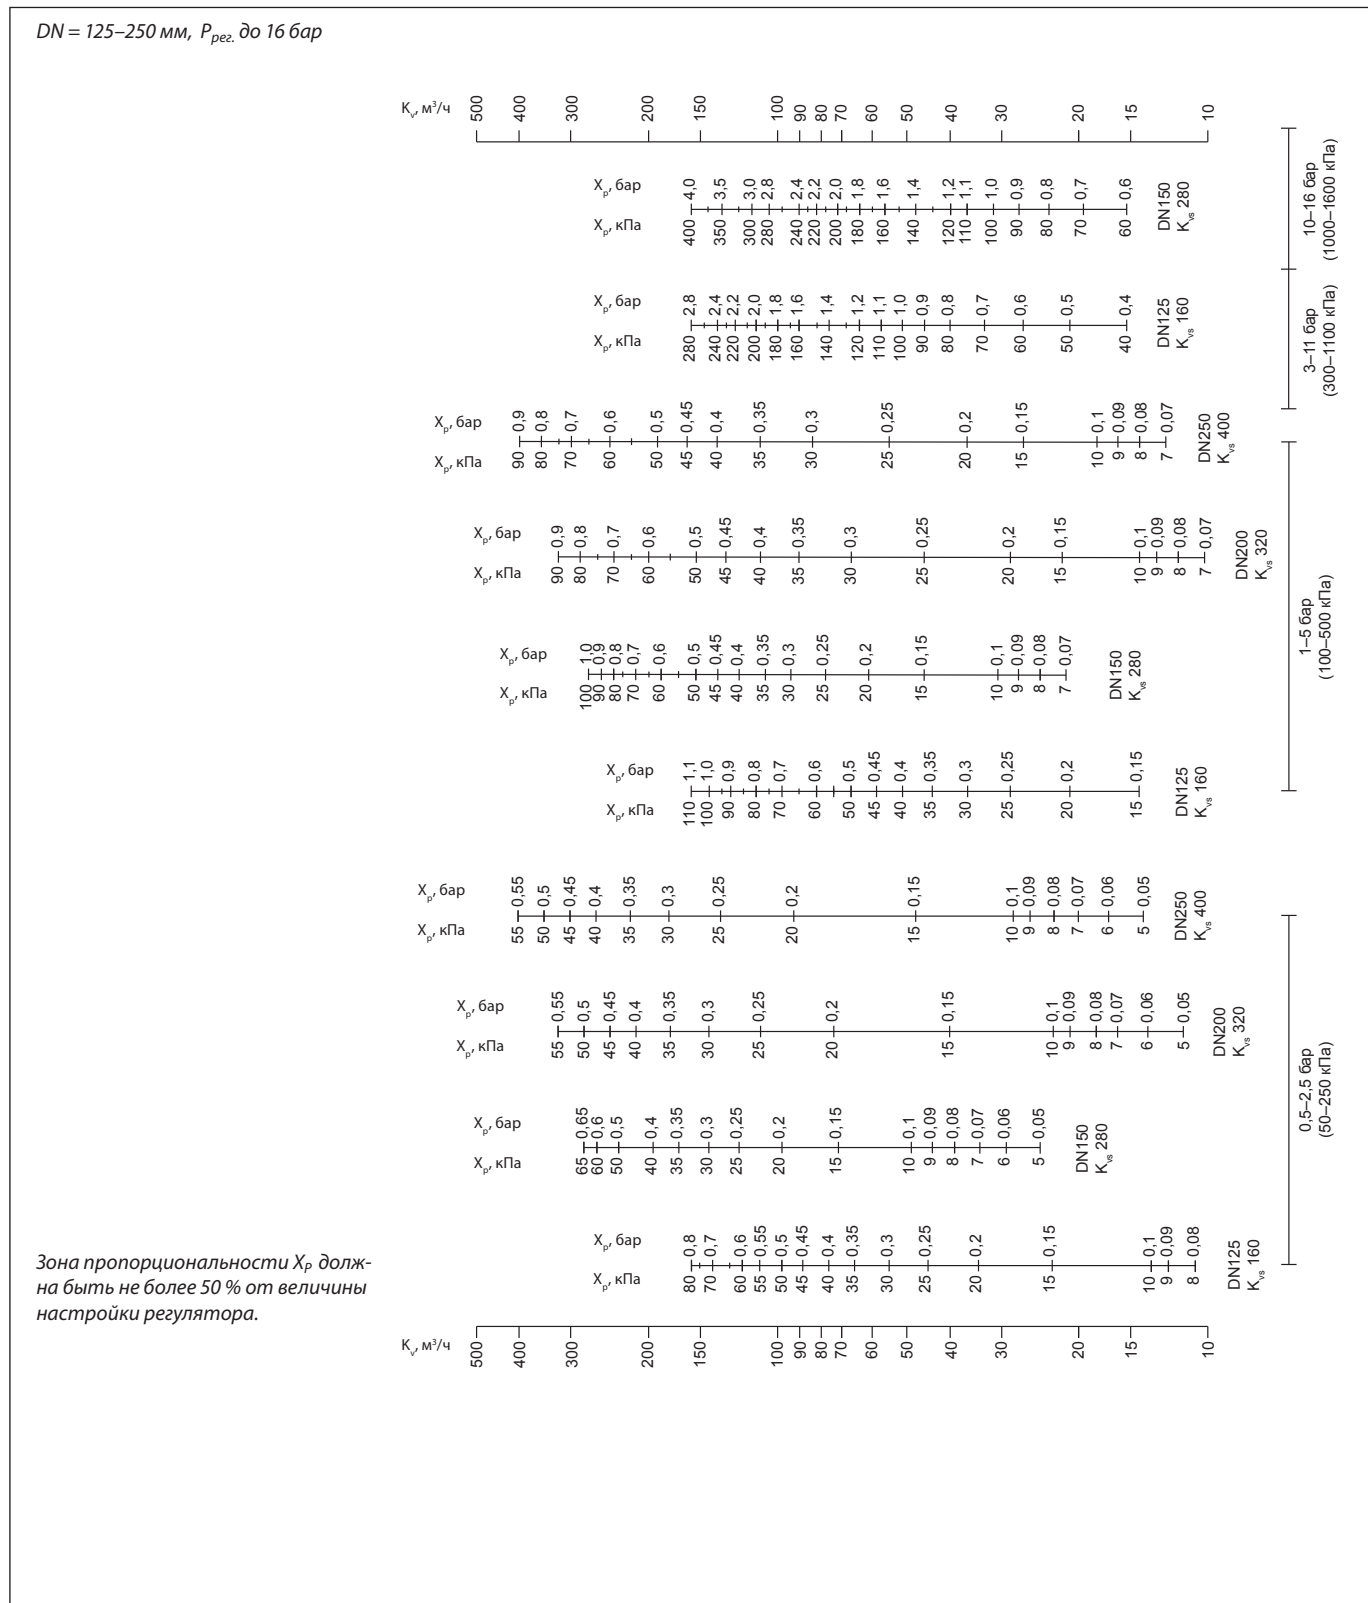 DN = 125–250 мм, Pрег. до 16 бар
Kv, м³/ч
500 400 300 200 150 100 90 80 70 60 50 40 30 20 15 10
Xр, бар
4,0 3,5 3,0 2,8 2,4 2,2 2,0 1,8 1,6 1,4 1,2 1,1 1,0 0,9 0,8 0,7 0,6
Xр, кПа
400 350 300 280 240 220 200 180 160 140 120 110 100 90 80 70 60
DN150
Kvs 280
10–16 бар
(1000–1600 кПа)
Xр, бар
2,8 2,4 2,2 2,0 1,8 1,6 1,4 1,2 1,1 1,0 0,9 0,8 0,7 0,6 0,5 0,4
Xр, кПа
280 240 220 200 180 160 140 120 110 100 90 80 70 60 50 40
DN125
Kvs 160
3–11 бар
(300–1100 кПа)
Xр, бар
0,9 0,8 0,7 0,6 0,5 0,45 0,4 0,35 0,3 0,25 0,2 0,15 0,1 0,09 0,08 0,07
Xр, кПа
90 80 70 60 50 45 40 35 30 25 20 15 10 9 8 7
DN250
Kvs 400
Xр, бар
0,9 0,8 0,7 0,6 0,5 0,45 0,4 0,35 0,3 0,25 0,2 0,15 0,1 0,09 0,08 0,07
Xр, кПа
90 80 70 60 50 45 40 35 30 25 20 15 10 9 8 7
DN200
Kvs 320
1–5 бар
(100–500 кПа)
Xр, бар
1,0 0,9 0,8 0,7 0,6 0,5 0,45 0,4 0,35 0,3 0,25 0,2 0,15 0,1 0,09 0,08 0,07
Xр, кПа
100 90 80 70 60 50 45 40 35 30 25 20 15 10 9 8 7
DN150
Kvs 280
Xр, бар
1,1 1,0 0,9 0,8 0,7 0,6 0,5 0,45 0,4 0,35 0,3 0,25 0,2 0,15
Xр, кПа
110 100 90 80 70 60 50 45 40 35 30 25 20 15
DN125
Kvs 160
Xр, бар
0,55 0,5 0,45 0,4 0,35 0,3 0,25 0,2 0,15 0,1 0,09 0,08 0,07 0,06 0,05
Xр, кПа
55 50 45 40 35 30 25 20 15 10 9 8 7 6 5
DN250
Kvs 400
Xр, бар
0,55 0,5 0,45 0,4 0,35 0,3 0,25 0,2 0,15 0,1 0,09 0,08 0,07 0,06 0,05
Xр, кПа
55 50 45 40 35 30 25 20 15 10 9 8 7 6 5
DN200
Kvs 320
0,5–2,5 бар
(50–250 кПа)
Xр, бар
0,65 0,6 0,5 0,4 0,35 0,3 0,25 0,2 0,15 0,1 0,09 0,08 0,07 0,06 0,05
Xр, кПа
65 60 50 40 35 30 25 20 15 10 9 8 7 6 5
DN150
Kvs 280
Xр, бар
0,8 0,7 0,6 0,55 0,5 0,45 0,4 0,35 0,3 0,25 0,2 0,15 0,1 0,09 0,08
Xр, кПа
80 70 60 55 50 45 40 35 30 25 20 15 10 9 8
DN125
Kvs 160
Зона пропорциональности Xр долж-
на быть не более 50 % от величины
настройки регулятора.
Kv, м³/ч
500 400 300 200 150 100 90 80 70 60 50 40 30 20 15 10